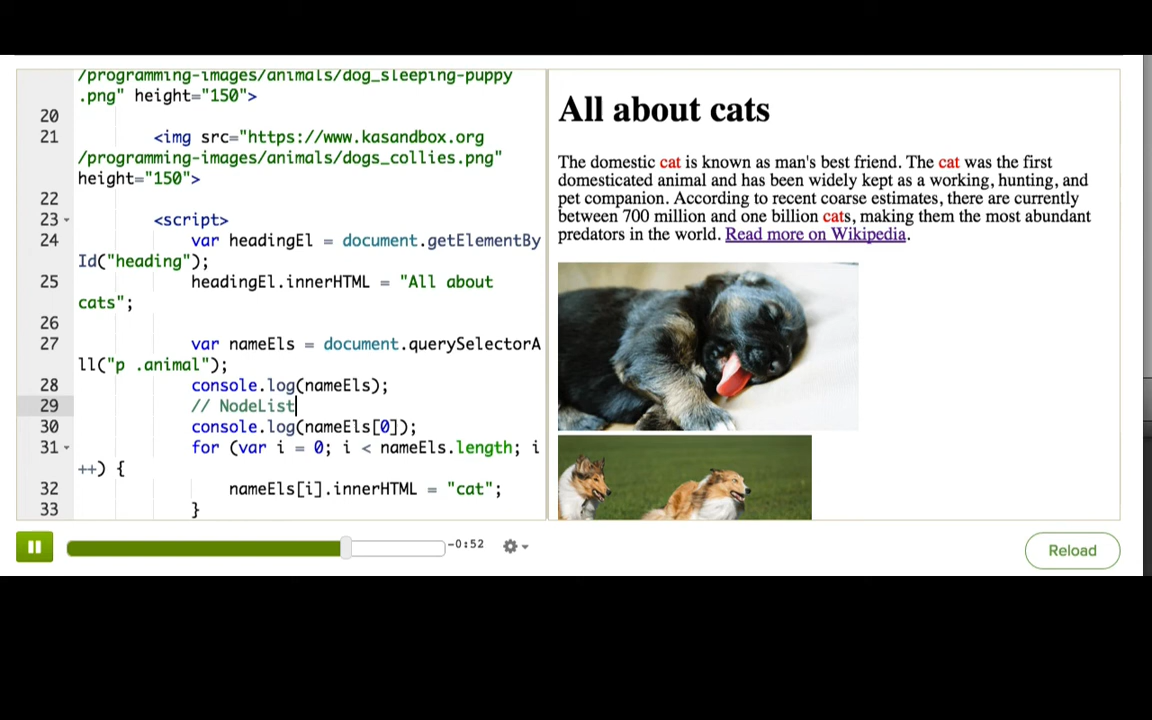 /programming-images/animals/dog_sleeping-puppy
.png" height="150">
20
21 <img src="https://www.kasandbox.org
/programming-images/animals/dogs_collies.png"
height="150">
22
23 <script>
24 var headingEl = document.getElementBy
Id("heading");
25 headingEl.innerHTML = "All about
cats";
26
27 var nameEls = document.querySelectorA
ll("p .animal");
28 console.log(nameEls);
29 // NodeList
30 console.log(nameEls[0]);
31 for (var i = 0; i < nameEls.length; i
++) {
32 nameEls[i].innerHTML = "cat";
33 }
All about cats
The domestic cat is known as man's best friend. The cat was the first
domesticated animal and has been widely kept as a working, hunting, and
pet companion. According to recent coarse estimates, there are currently
between 700 million and one billion cats, making them the most abundant
predators in the world. Read more on Wikipedia.
-0:52
Reload